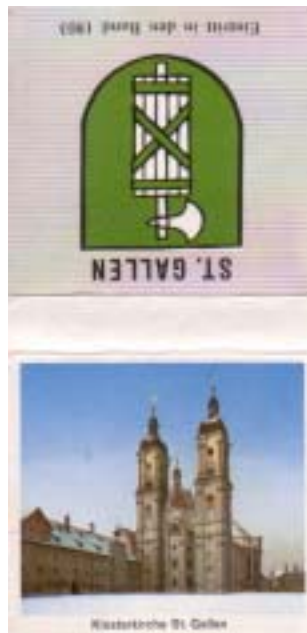 ST. GALLEN
Eintritt in den Bund 1803
Klosterkirche St. Gallen